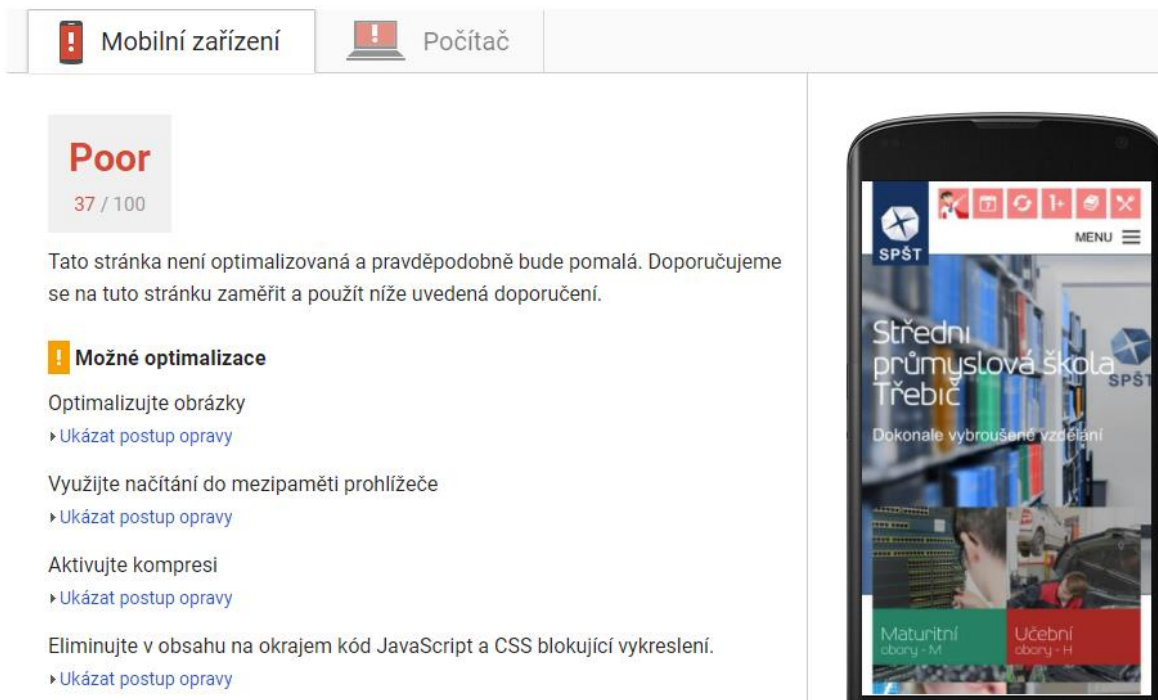 Mobilní zařízení
Počítač
Poor
37 / 100
Tato stránka není optimalizovaná a pravděpodobně bude pomalá. Doporučujeme
se na tuto stránku zaměřit a použít níže uvedená doporučení.
! Možné optimalizace
Optimalizujte obrázky
Ukázat postup opravy
Využijte načítání do mezipaměti prohlížeče
Ukázat postup opravy
Aktivujte kompresi
Ukázat postup opravy
Eliminujte v obsahu na okrajem kód JavaScript a CSS blokující vykreslení.
Ukázat postup opravy
7
1+
SPŠT
MENU
Střední
průmyslová škola
Třebíč
SPŠT
Dokonale vybroušené vzdělání
Maturitní
obory - M
Učební
obory - H